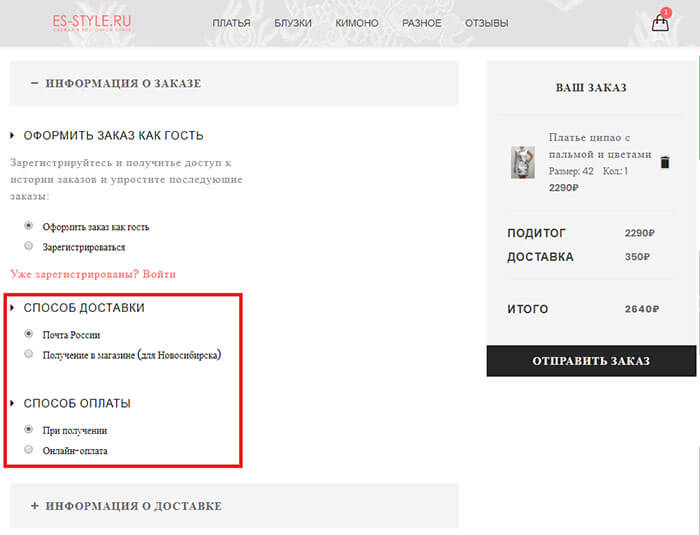 ES-STYLE.RU
ПЛАТЬЯ БЛУЗКИ КИМОНО РАЗНОЕ ОТЗЫВЫ
1
− ИНФОРМАЦИЯ О ЗАКАЗЕ
ОФОРМИТЬ ЗАКАЗ КАК ГОСТЬ
Зарегистрируйтесь и получитье доступ к
истории заказов и упростите последующие
заказы:
Оформить заказ как гость
Зарегистрироваться
Уже зарегистрированы? Войти
СПОСОБ ДОСТАВКИ
Почта России
Получение в магазине (для Новосибирска)
СПОСОБ ОПЛАТЫ
При получении
Онлайн-оплата
+ ИНФОРМАЦИЯ О ДОСТАВКЕ
ВАШ ЗАКАЗ
Платье ципао с
пальмой и цветами
Размер: 42 Кол.: 1
2290₽
ПОДИТОГ 2290₽
ДОСТАВКА 350₽
ИТОГО 2640₽
ОТПРАВИТЬ ЗАКАЗ